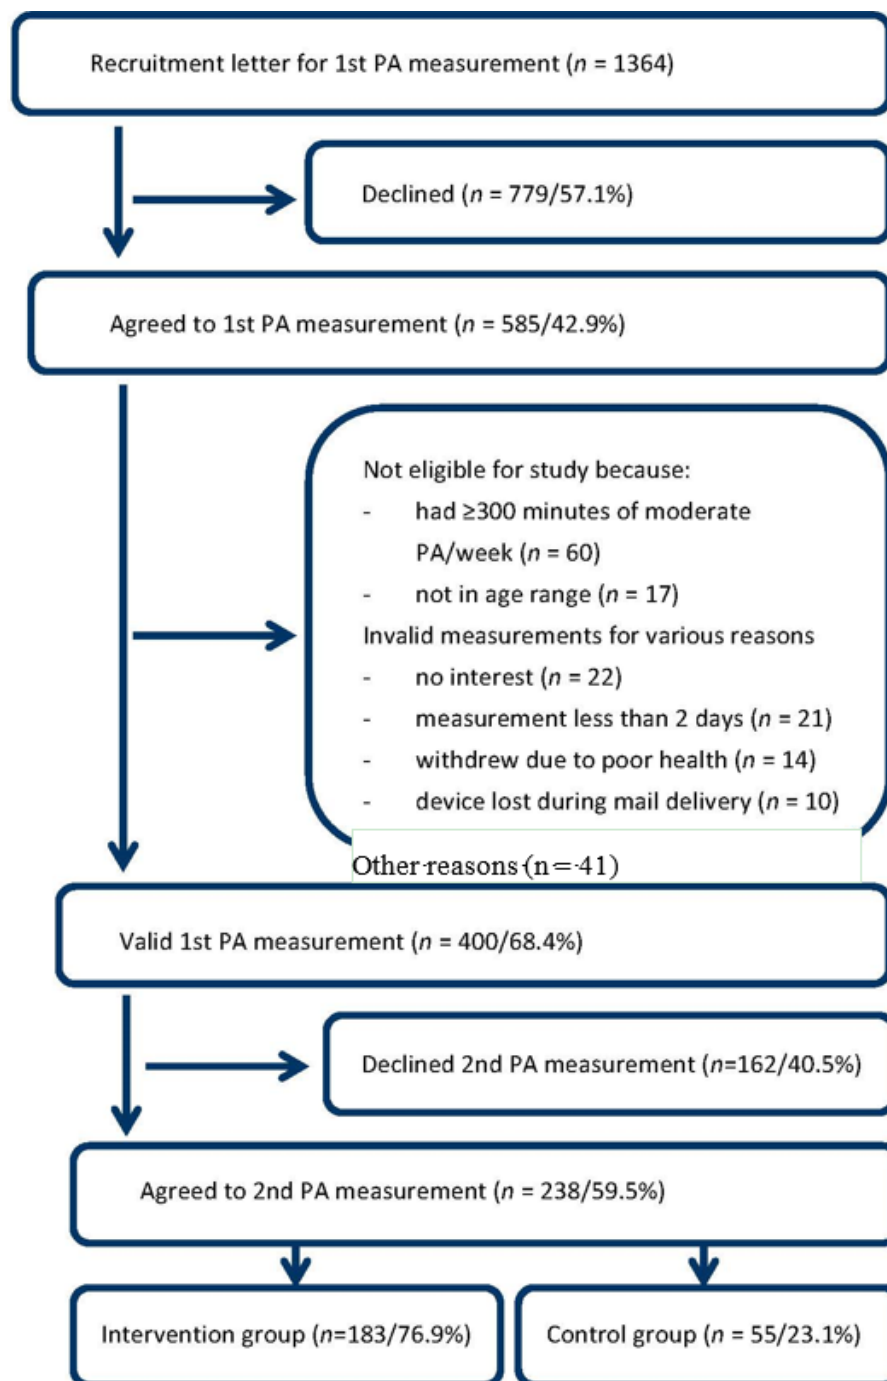 Recruitment letter for 1st PA measurement (n = 1364)
Declined (n = 779/57.1%)
Agreed to 1st PA measurement (n = 585/42.9%)
Not eligible for study because:
- had ≥300 minutes of moderate
PA/week (n = 60)
- not in age range (n = 17)
Invalid measurements for various reasons
- no interest (n = 22)
- measurement less than 2 days (n = 21)
- withdrew due to poor health (n = 14)
- device lost during mail delivery (n = 10)
Other·reasons·(n=·41)
Valid 1st PA measurement (n = 400/68.4%)
Declined 2nd PA measurement (n=162/40.5%)
Agreed to 2nd PA measurement (n = 238/59.5%)
Intervention group (n=183/76.9%)
Control group (n = 55/23.1%)